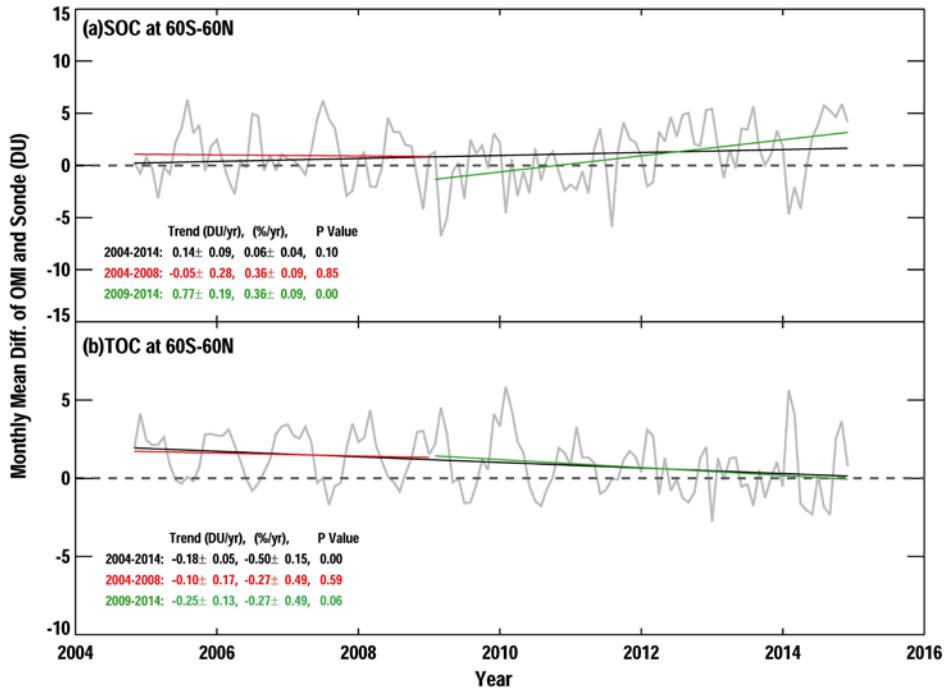 15
(a)SOC at 60S-60N
10
5
0
-5
Trend (DU/yr), (%/yr), P Value
2004-2014: 0.14± 0.09, 0.06± 0.04, 0.10
-10
2004-2008: -0.05± 0.28, 0.36± 0.09, 0.85
2009-2014: 0.77± 0.19, 0.36± 0.09, 0.00
-15
Monthly Mean Diff. of OMI and Sonde (DU)
(b)TOC at 60S-60N
5
0
Trend (DU/yr), (%/yr), P Value
-5
2004-2014: -0.18± 0.05, -0.50± 0.15, 0.00
2004-2008: -0.10± 0.17, -0.27± 0.49, 0.59
2009-2014: -0.25± 0.13, -0.27± 0.49, 0.06
-10
2004 2006 2008 2010 2012 2014 2016
Year